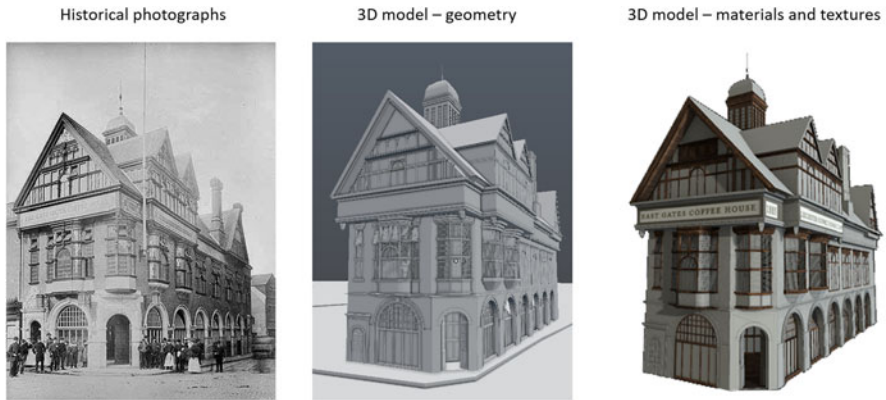 Historical photographs
3D model – geometry
3D model – materials and textures
EAST GATES COFFEE HOUSE